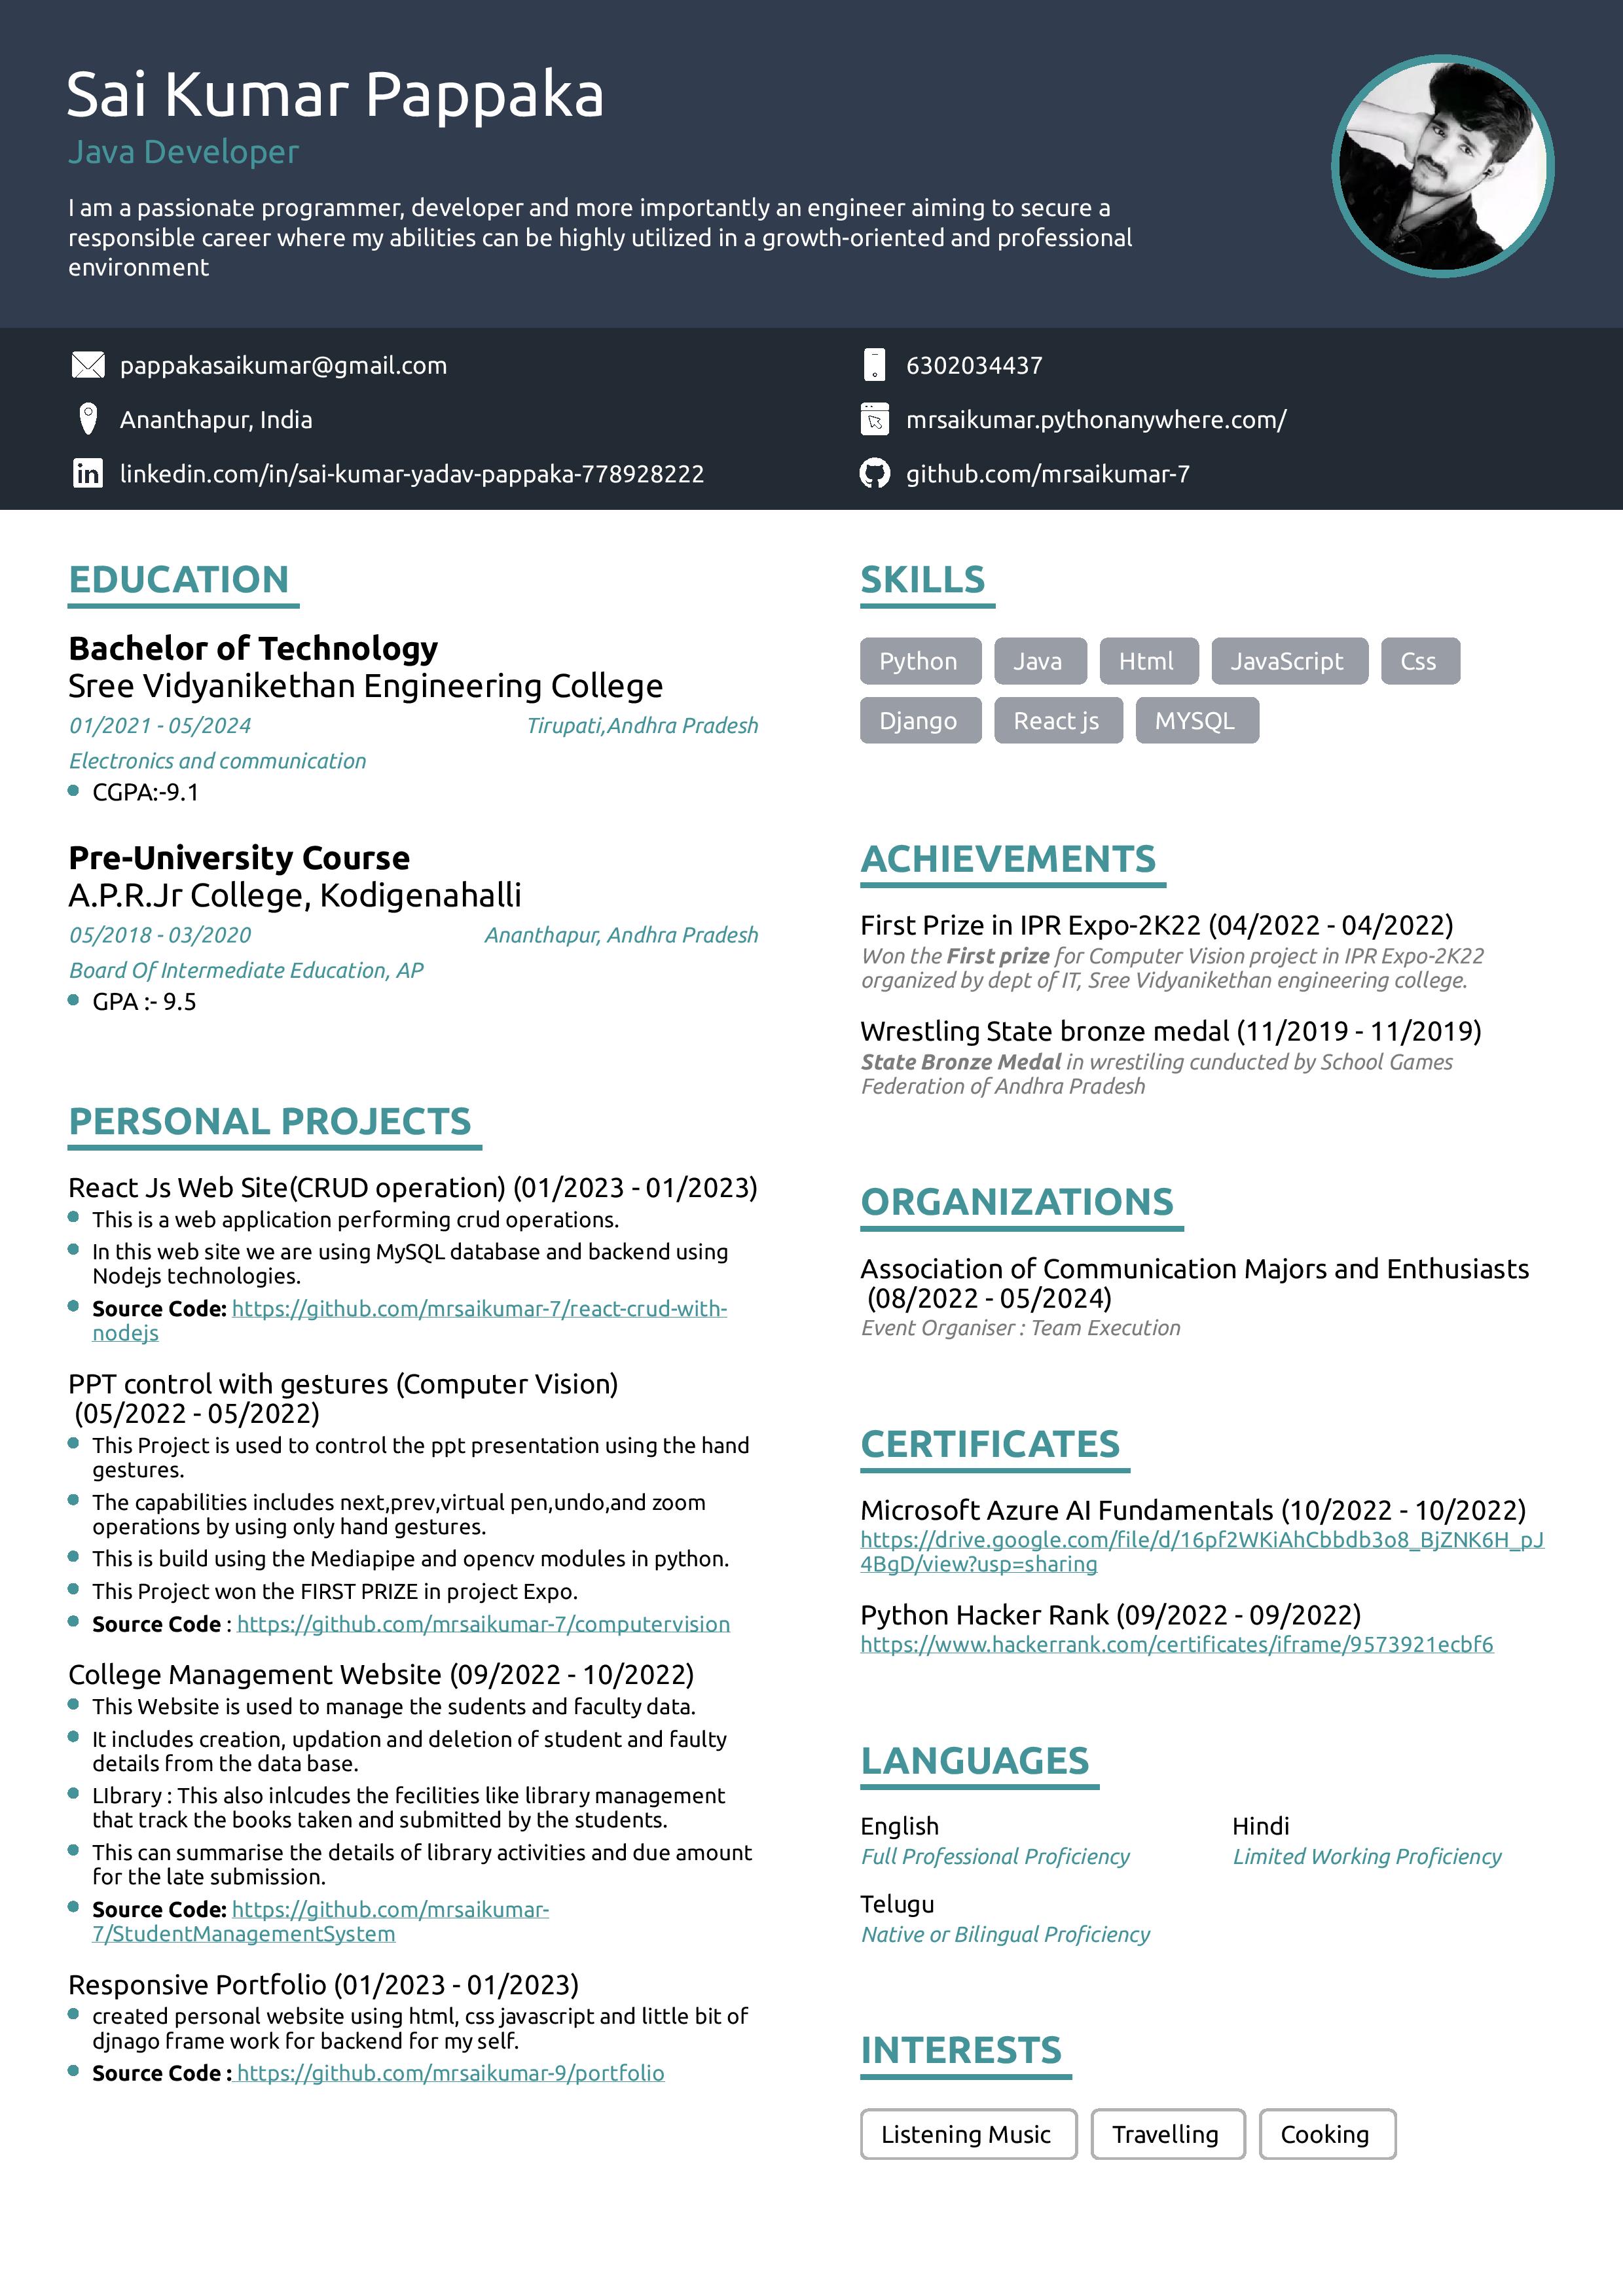 Sai Kumar Pappaka
Java Developer
I am a passionate programmer, developer and more importantly an engineer aiming to secure a
responsible career where my abilities can be highly utilized in a growth-oriented and professional
environment
pappakasaikumar@gmail.com
6302034437
Ananthapur, India
mrsaikumar.pythonanywhere.com/
linkedin.com/in/sai-kumar-yadav-pappaka-778928222
github.com/mrsaikumar-7
EDUCATION
Bachelor of Technology
Sree Vidyanikethan Engineering College
01/2021 - 05/2024 Tirupati,Andhra Pradesh
Electronics and communication
CGPA:-9.1
Pre-University Course
A.P.R.Jr College, Kodigenahalli
05/2018 - 03/2020 Ananthapur, Andhra Pradesh
Board Of Intermediate Education, AP
GPA :- 9.5
PERSONAL PROJECTS
React Js Web Site(CRUD operation) (01/2023 - 01/2023)
This is a web application performing crud operations.
In this web site we are using MySQL database and backend using
Nodejs technologies.
Source Code: https://github.com/mrsaikumar-7/react-crud-with-
nodejs
PPT control with gestures (Computer Vision)
(05/2022 - 05/2022)
This Project is used to control the ppt presentation using the hand
gestures.
The capabilities includes next,prev,virtual pen,undo,and zoom
operations by using only hand gestures.
This is build using the Mediapipe and opencv modules in python.
This Project won the FIRST PRIZE in project Expo.
Source Code : https://github.com/mrsaikumar-7/computervision
College Management Website (09/2022 - 10/2022)
This Website is used to manage the sudents and faculty data.
It includes creation, updation and deletion of student and faulty
details from the data base.
LIbrary : This also inlcudes the fecilities like library management
that track the books taken and submitted by the students.
This can summarise the details of library activities and due amount
for the late submission.
Source Code: https://github.com/mrsaikumar-
7/StudentManagementSystem
Responsive Portfolio (01/2023 - 01/2023)
created personal website using html, css javascript and little bit of
djnago frame work for backend for my self.
Source Code : https://github.com/mrsaikumar-9/portfolio
SKILLS
Python Java Html JavaScript Css
Django React js MYSQL
ACHIEVEMENTS
First Prize in IPR Expo-2K22 (04/2022 - 04/2022)
Won the First prize for Computer Vision project in IPR Expo-2K22
organized by dept of IT, Sree Vidyanikethan engineering college.
Wrestling State bronze medal (11/2019 - 11/2019)
State Bronze Medal in wrestiling cunducted by School Games
Federation of Andhra Pradesh
ORGANIZATIONS
Association of Communication Majors and Enthusiasts
(08/2022 - 05/2024)
Event Organiser : Team Execution
CERTIFICATES
Microsoft Azure AI Fundamentals (10/2022 - 10/2022)
https://drive.google.com/file/d/16pf2WKiAhCbbdb3o8_BjZNK6H_pJ
4BgD/view?usp=sharing
Python Hacker Rank (09/2022 - 09/2022)
https://www.hackerrank.com/certificates/iframe/9573921ecbf6
LANGUAGES
English Hindi
Full Professional Proficiency Limited Working Proficiency
Telugu
Native or Bilingual Proficiency
INTERESTS
Listening Music Travelling Cooking